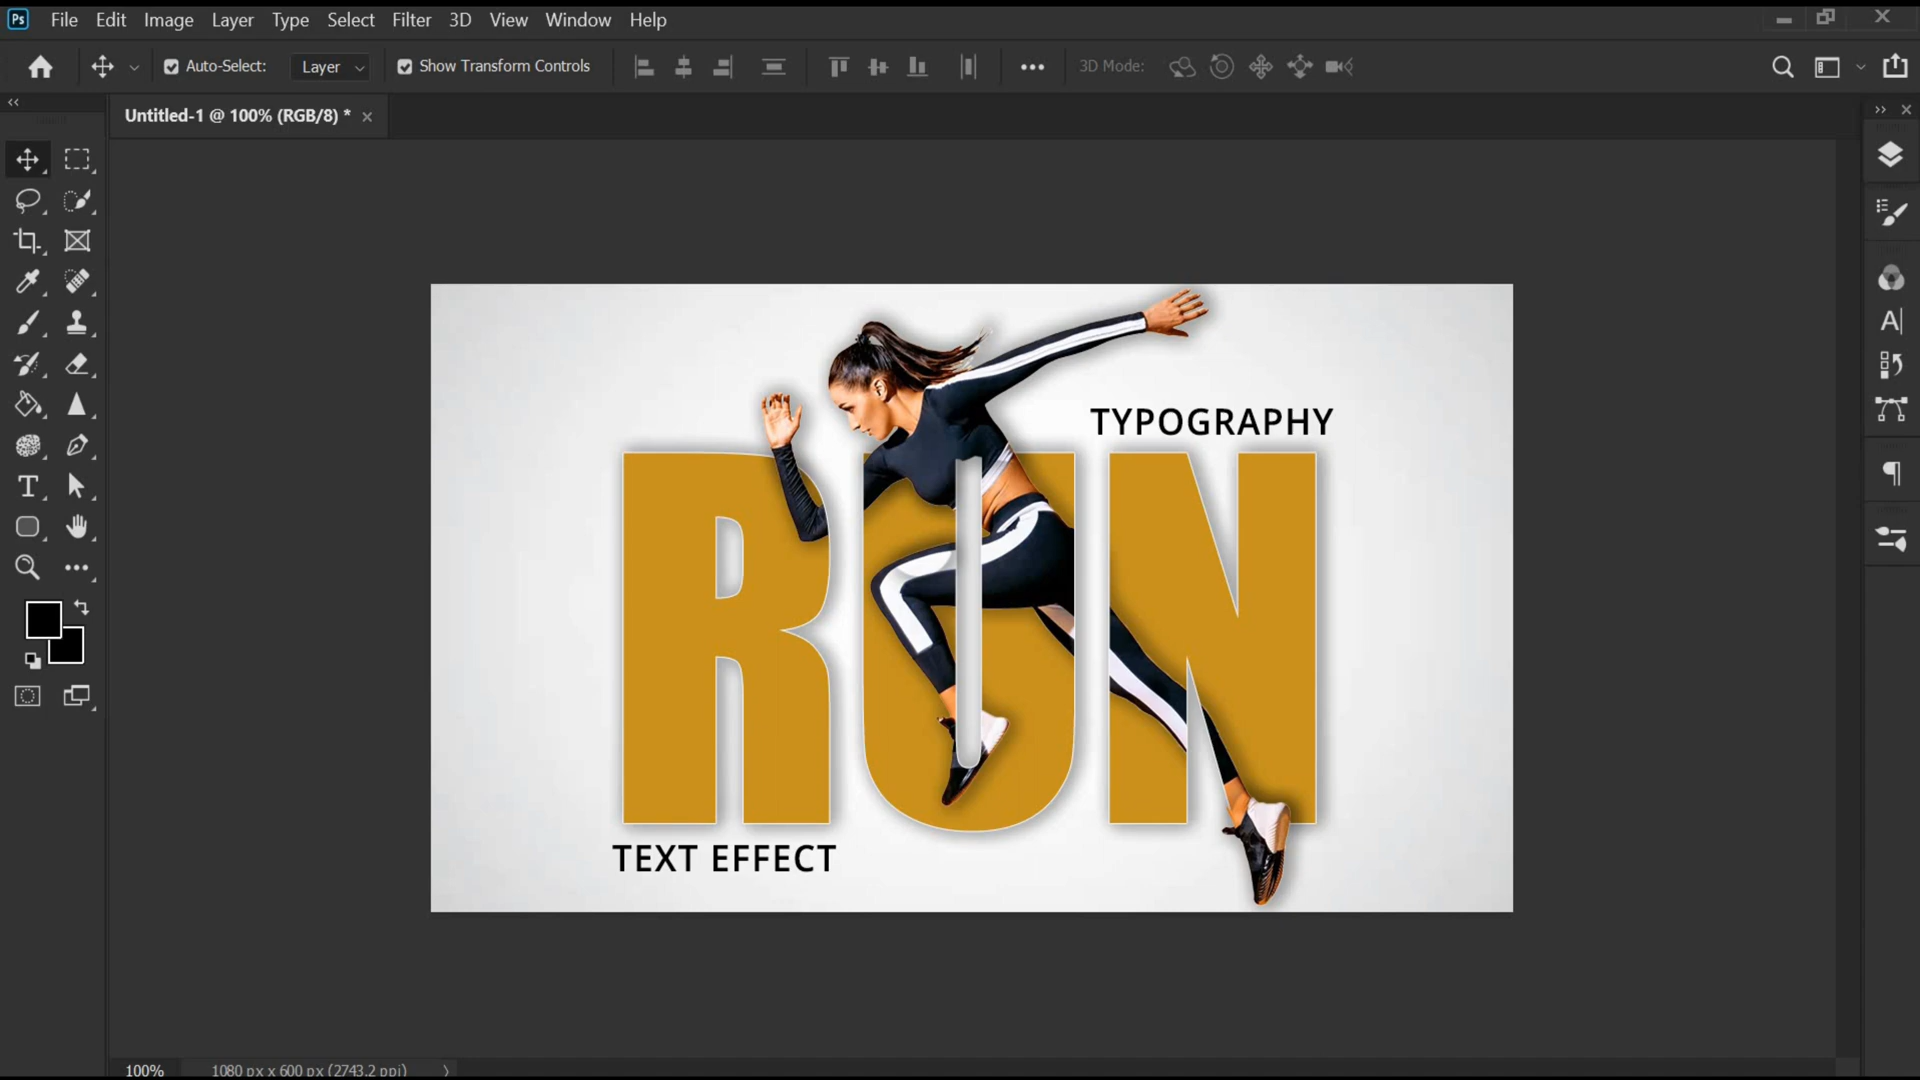 Ps File Edit Image Layer Type Select Filter 3D View Window Help
Auto-Select: Layer Show Transform Controls 3D Mode:
Untitled-1 @ 100% (RGB/8) *
TYPOGRAPHY
RUN
TEXT EFFECT
100% 1080 px x 600 px (2743.2 ppi)